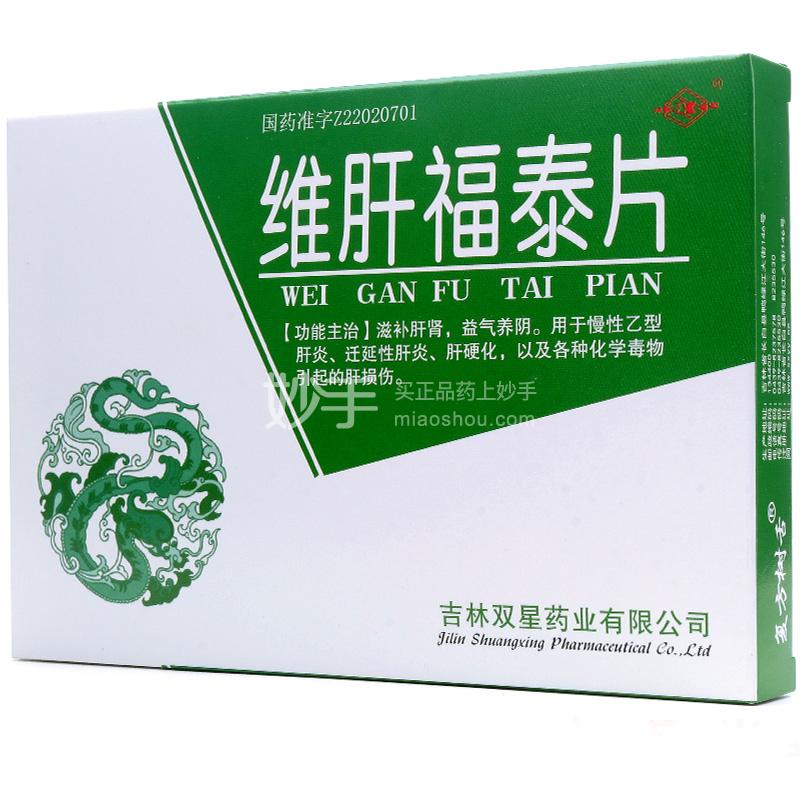 国药准字Z22020701
维肝福泰片
WEI GAN FU TAI PIAN
【功能主治】滋补肝肾，益气养阴。用于慢性乙型
肝炎、迁延性肝炎、肝硬化，以及各种化学毒物
引起的肝损伤。
妙手 买正品药上妙手
miaoshou.com
吉林双星药业有限公司
Jilin Shuangxing Pharmaceutical Co.,Ltd